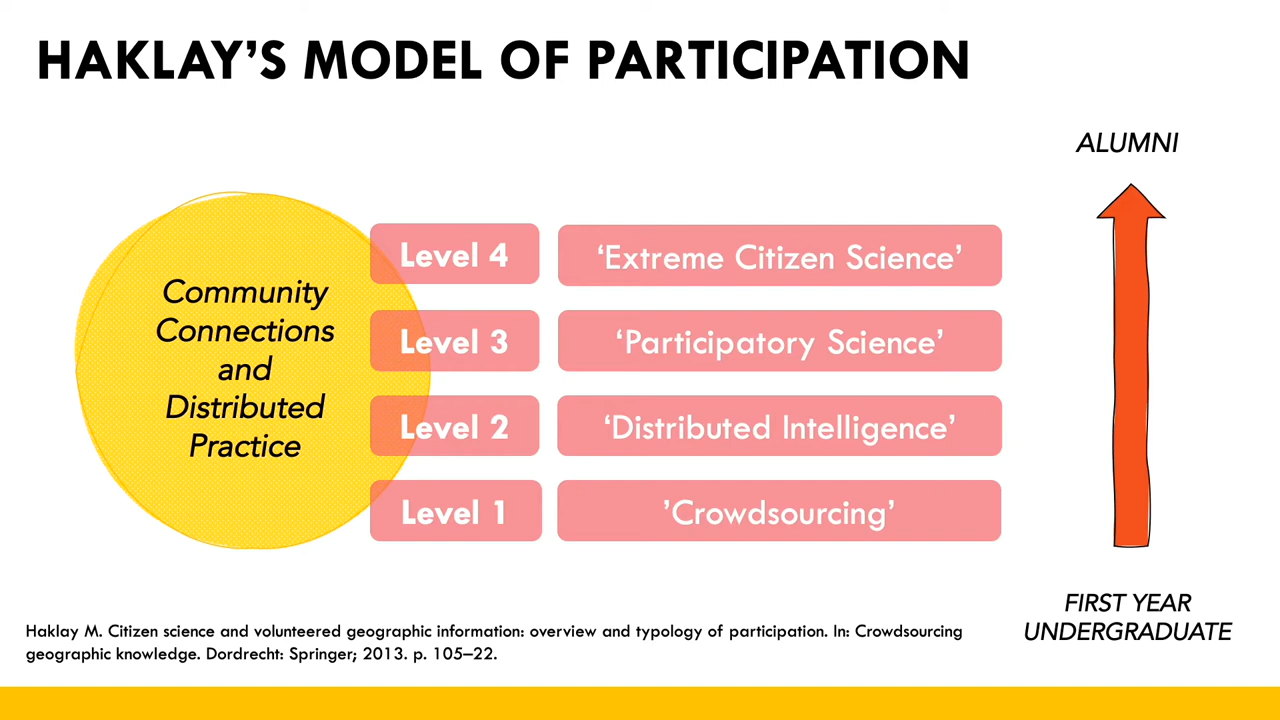 HAKLAY’S MODEL OF PARTICIPATION
ALUMNI
Community
Connections
and
Distributed
Practice
Level 4
‘Extreme Citizen Science’
Level 3
‘Participatory Science’
Level 2
‘Distributed Intelligence’
Level 1
’Crowdsourcing’
FIRST YEAR
UNDERGRADUATE
Haklay M. Citizen science and volunteered geographic information: overview and typology of participation. In: Crowdsourcing
geographic knowledge. Dordrecht: Springer; 2013. p. 105–22.